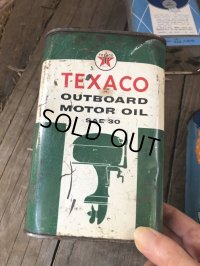 TEXACO
OUTBOARD
MOTOR OIL
SOLD OUT
SAE 30